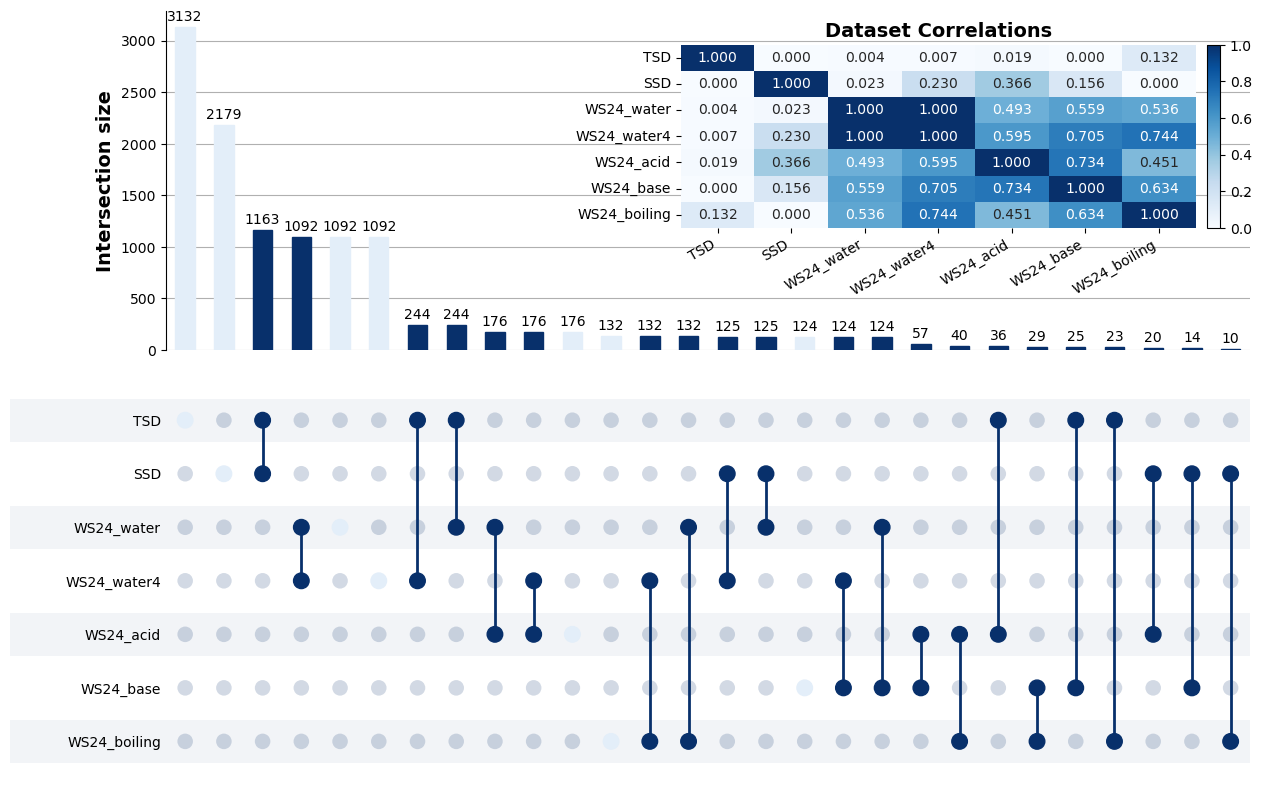 Intersection size
3000
2500
2000
1500
1000
500
0
3132
2179
1163
1092
1092
1092
244
244
176
176
176
132
132
132
125
125
124
124
124
57
40
36
29
25
23
20
14
10
Dataset Correlations
TSD 1.000 0.000 0.004 0.007 0.019 0.000 0.132
SSD 0.000 1.000 0.023 0.230 0.366 0.156 0.000
WS24_water 0.004 0.023 1.000 1.000 0.493 0.559 0.536
WS24_water4 0.007 0.230 1.000 1.000 0.595 0.705 0.744
WS24_acid 0.019 0.366 0.493 0.595 1.000 0.734 0.451
WS24_base 0.000 0.156 0.559 0.705 0.734 1.000 0.634
WS24_boiling 0.132 0.000 0.536 0.744 0.451 0.634 1.000
TSD
SSD
WS24_water
WS24_water4
WS24_acid
WS24_base
WS24_boiling
1.0
0.8
0.6
0.4
0.2
0.0
TSD
SSD
WS24_water
WS24_water4
WS24_acid
WS24_base
WS24_boiling